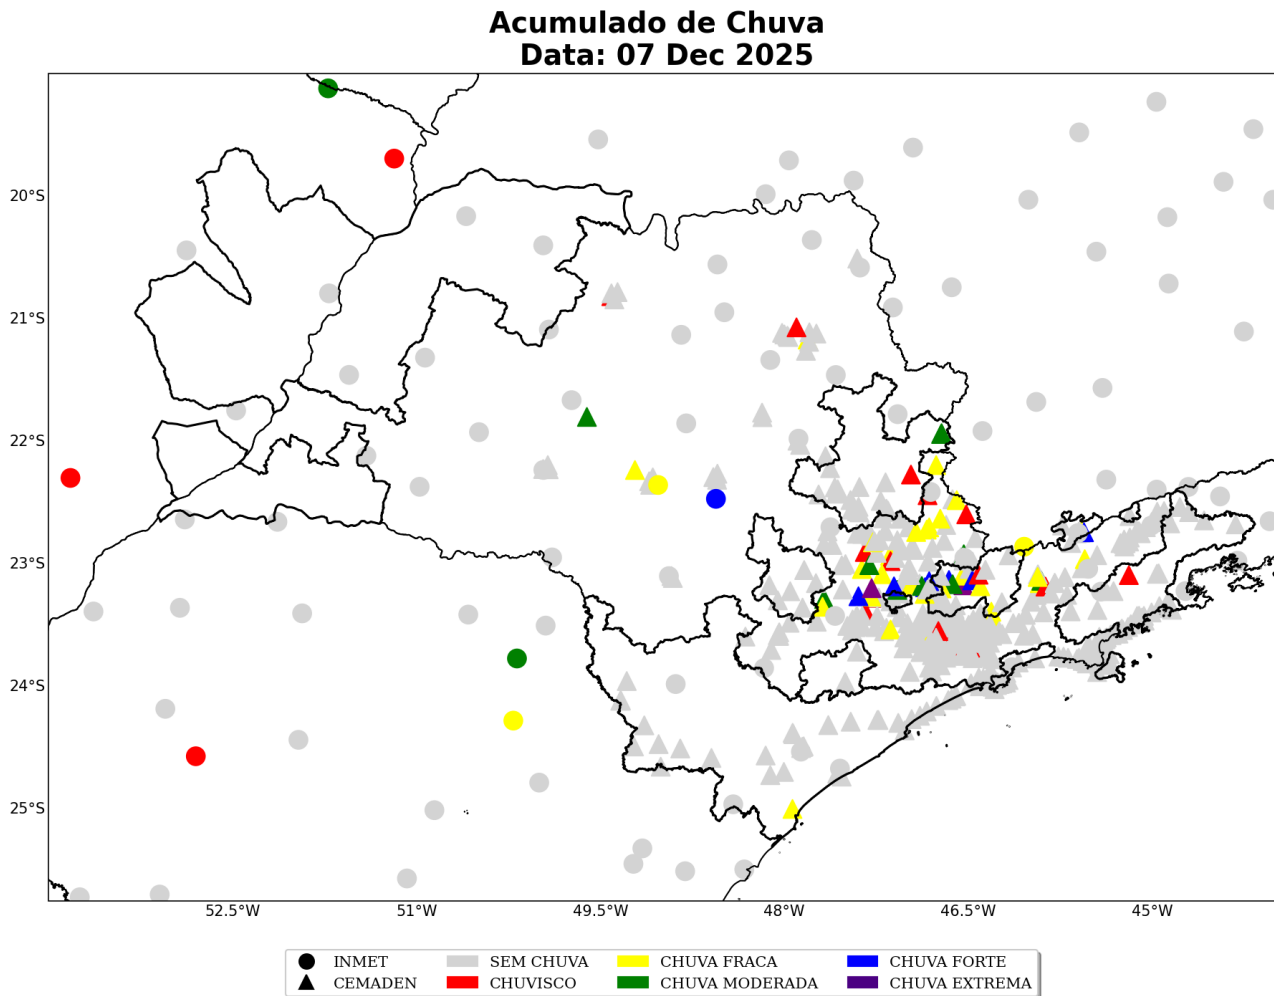 Acumulado de Chuva
Data: 07 Dec 2025
20°S
21°S
22°S
23°S
24°S
25°S
52.5°W
51°W
49.5°W
48°W
46.5°W
45°W
INMET
CEMADEN
SEM CHUVA
CHUVISCO
CHUVA FRACA
CHUVA MODERADA
CHUVA FORTE
CHUVA EXTREMA